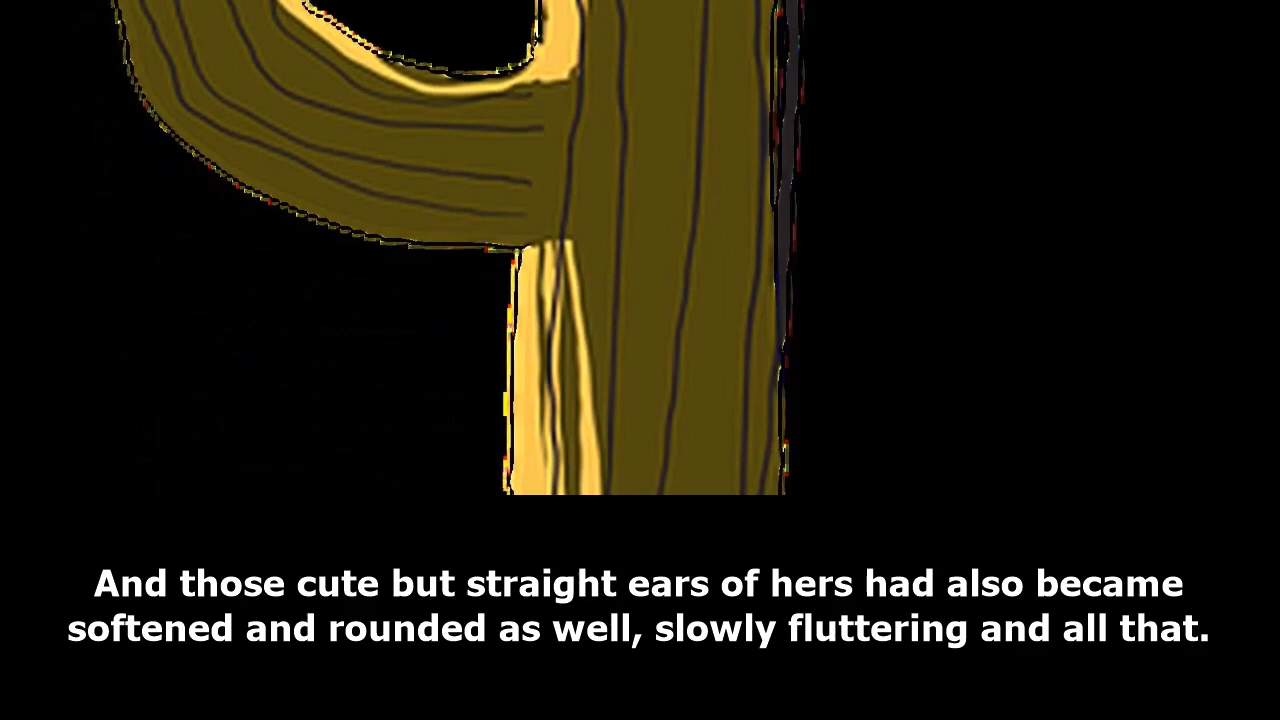 And those cute but straight ears of hers had also became
softened and rounded as well, slowly fluttering and all that.